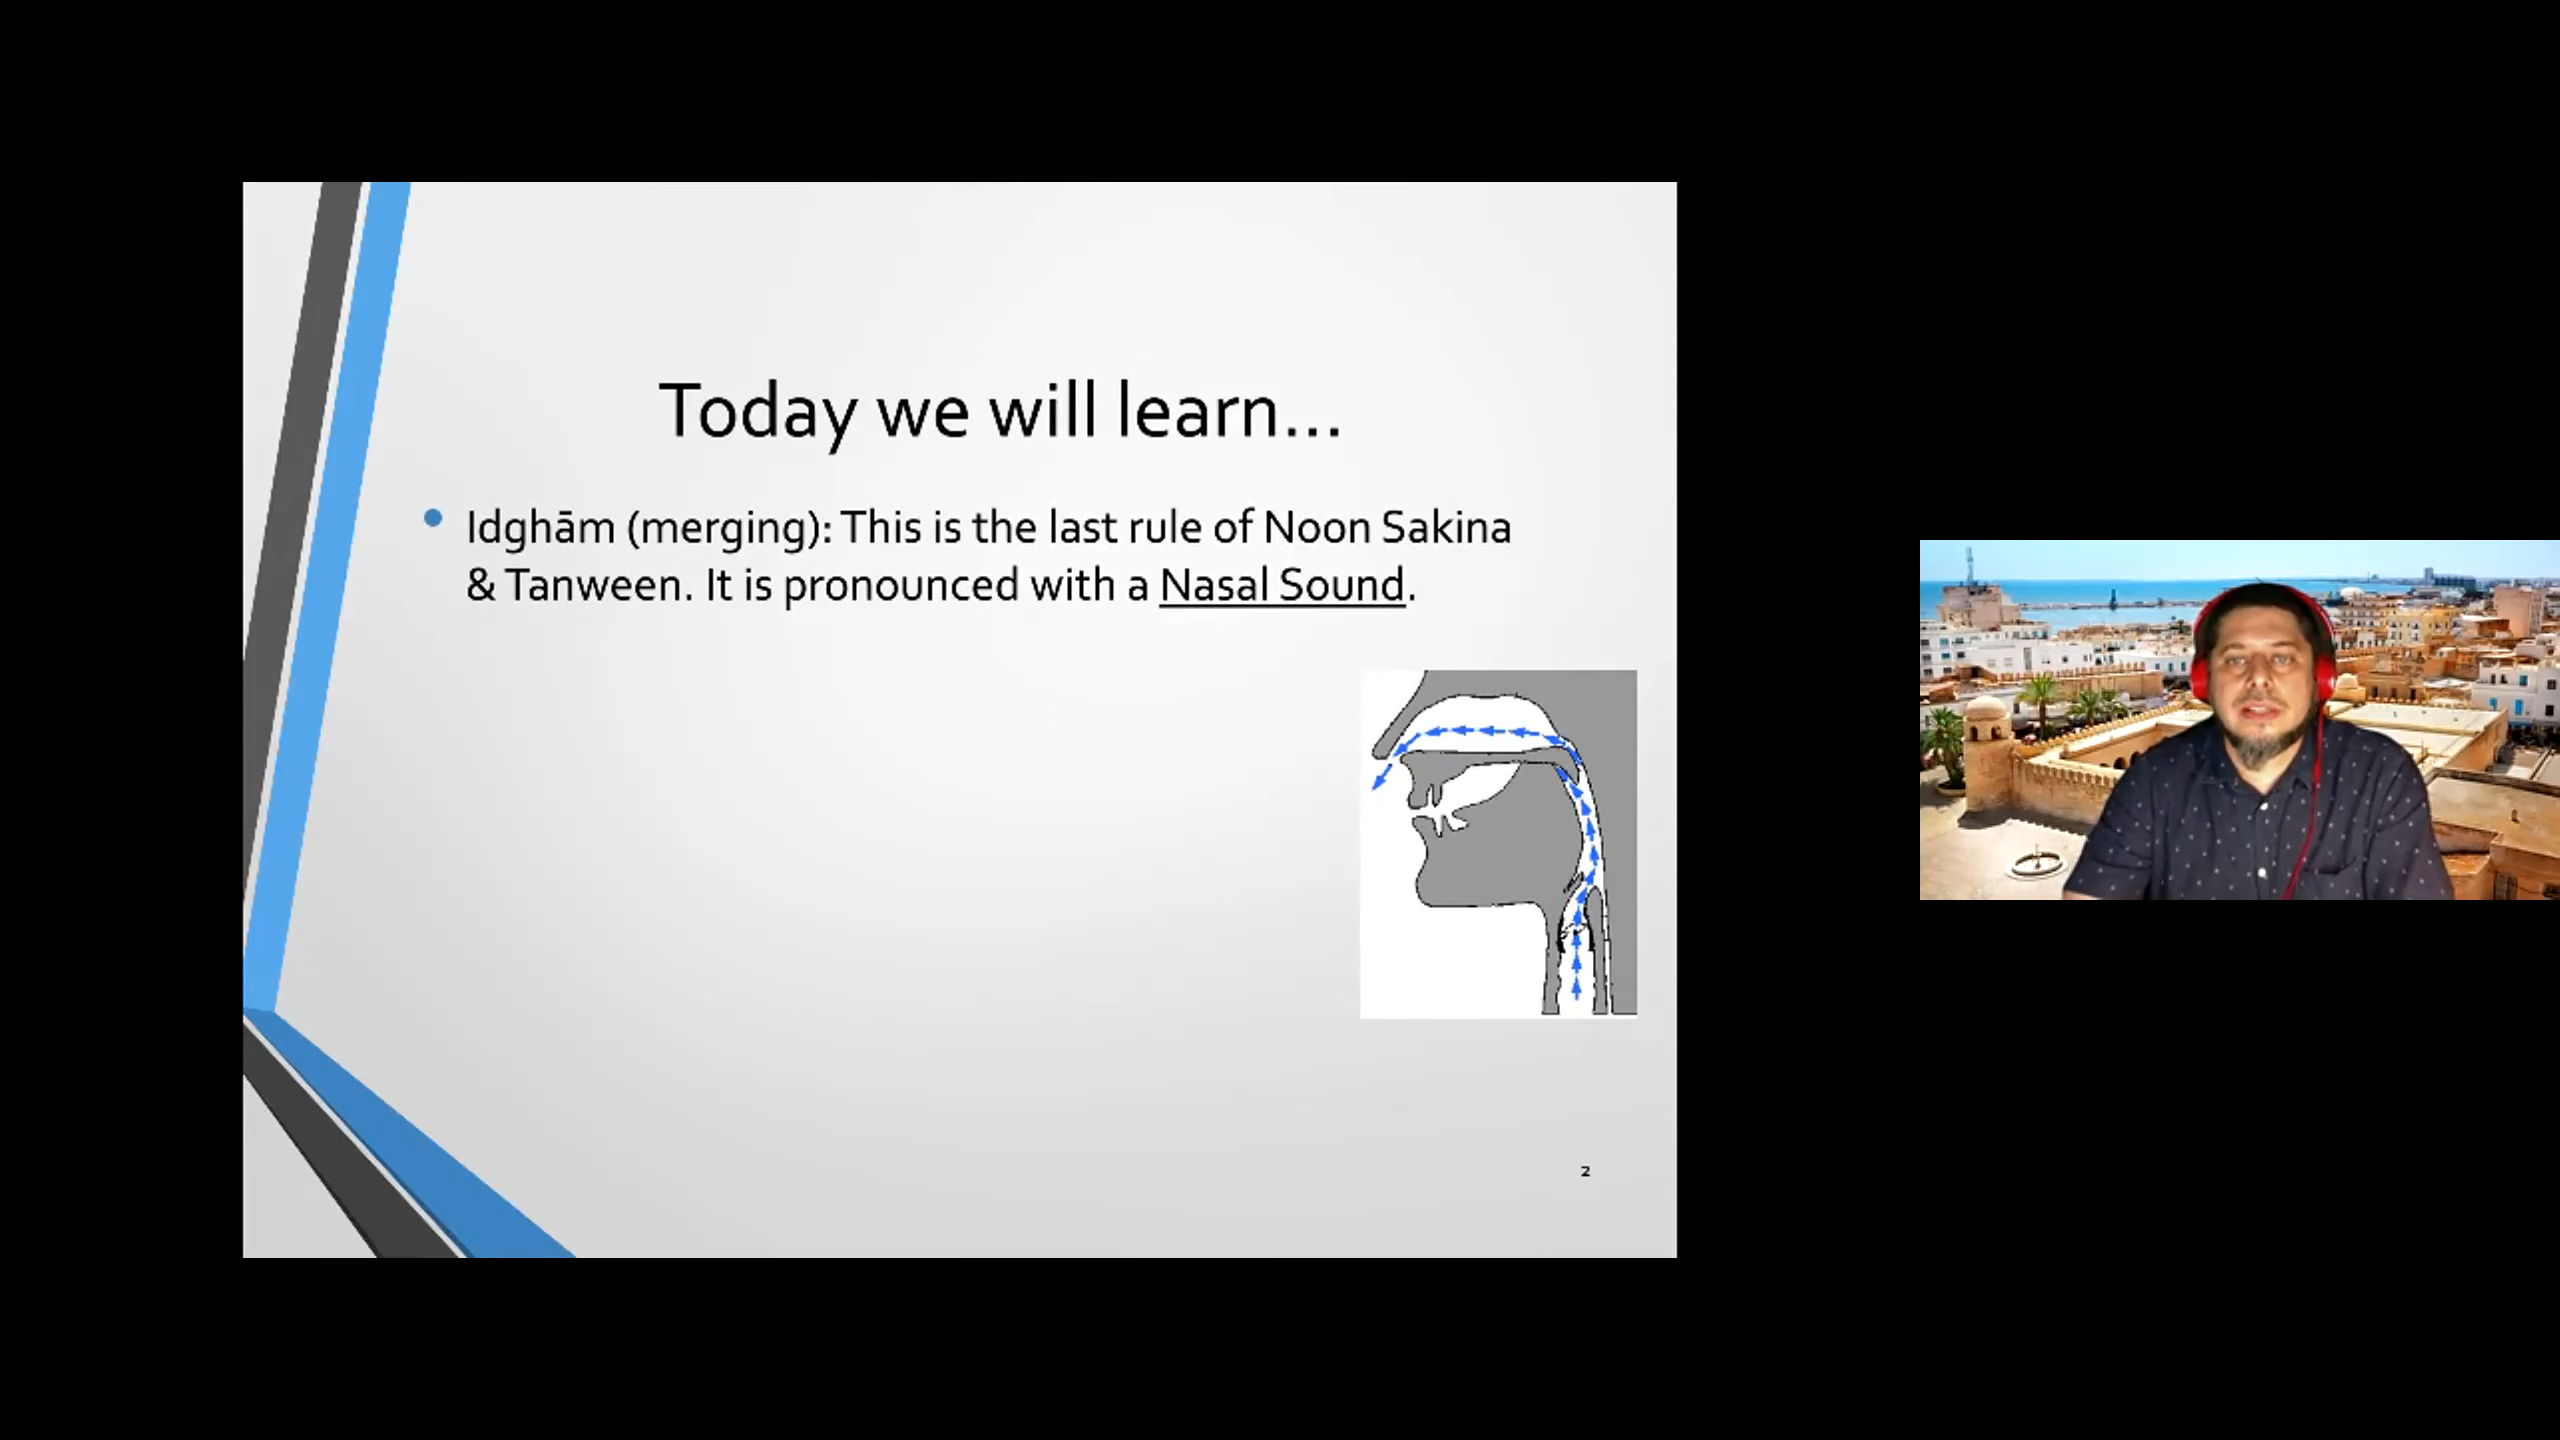 Today we will learn...
• Idghām (merging): This is the last rule of Noon Sakina
& Tanween. It is pronounced with a Nasal Sound.
2